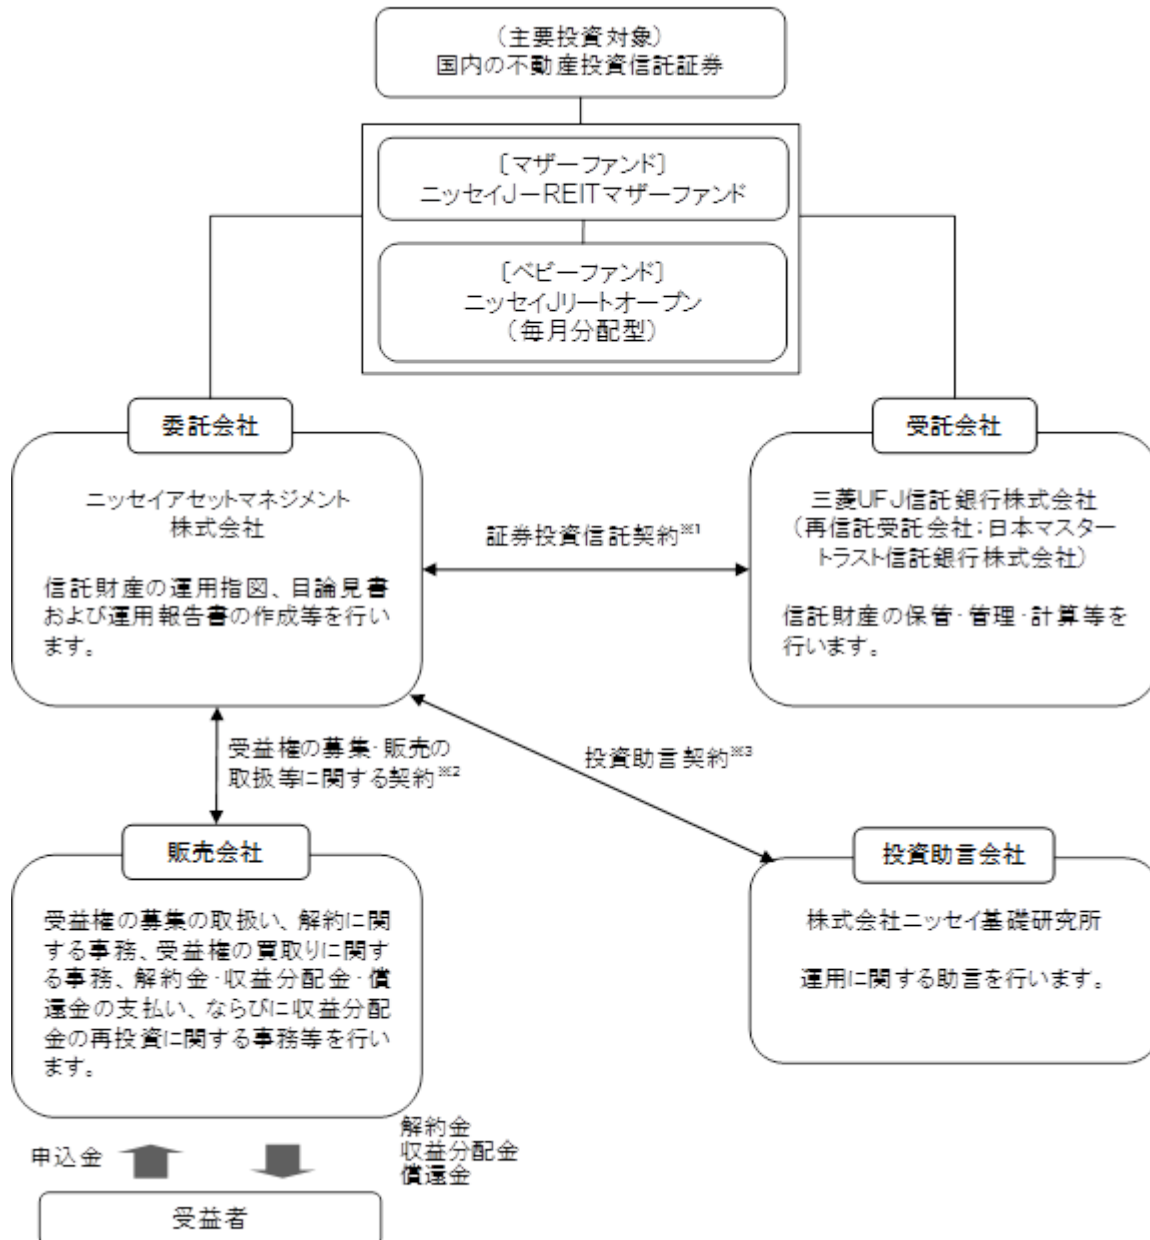 （主要投資対象）
国内の不動産投資信託証券
〔マザーファンド〕
ニッセイJーREITマザーファンド
〔ベビーファンド〕
ニッセイJリートオープン
（毎月分配型）
委託会社
ニッセイアセットマネジメント
株式会社
信託財産の運用指図、目論見書
および運用報告書の作成等を行い
ます。
証券投資信託契約※1
受託会社
三菱UFJ信託銀行株式会社
（再信託受託会社：日本マスター
トラスト信託銀行株式会社）
信託財産の保管・管理・計算等を
行います。
受益権の募集・販売の
取扱等に関する契約※2
投資助言契約※3
販売会社
受益権の募集の取扱い、解約に関
する事務、受益権の買取りに関す
る事務、解約金・収益分配金・償
還金の支払い、ならびに収益分配
金の再投資に関する事務等を行い
ます。
投資助言会社
株式会社ニッセイ基礎研究所
運用に関する助言を行います。
申込金
解約金
収益分配金
償還金
受益者